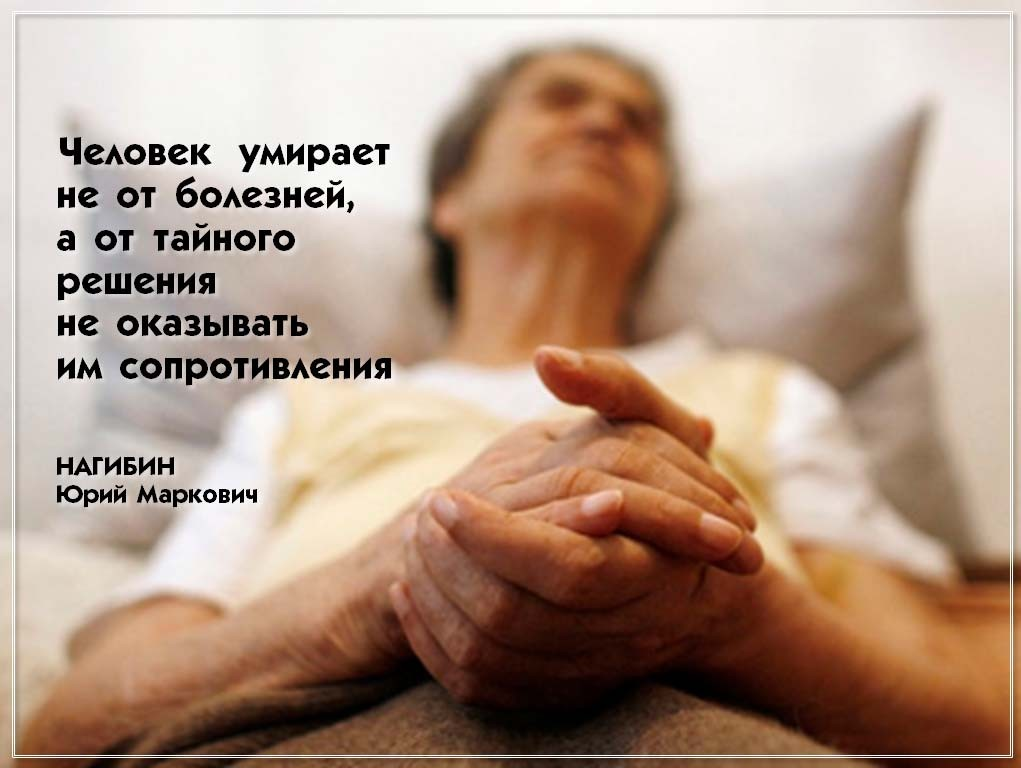 Человек умирает
не от болезней,
а от тайного
решения
не оказывать
им сопротивления
НАГИБИН
Юрий Маркович